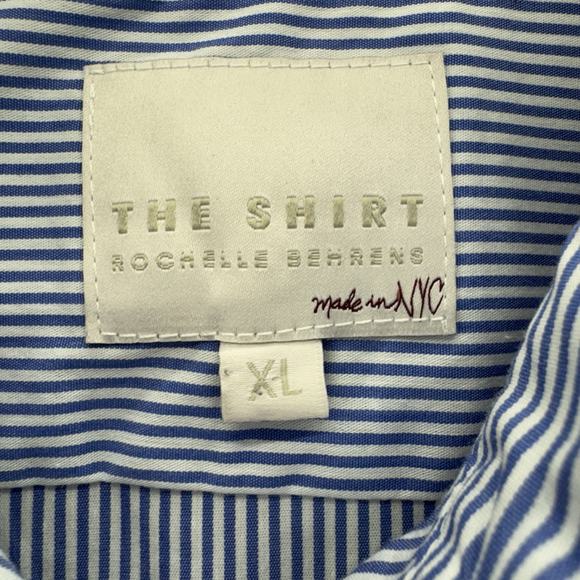 THE SHIRT
ROCHELLE BEHRENS
made in NYC
XL